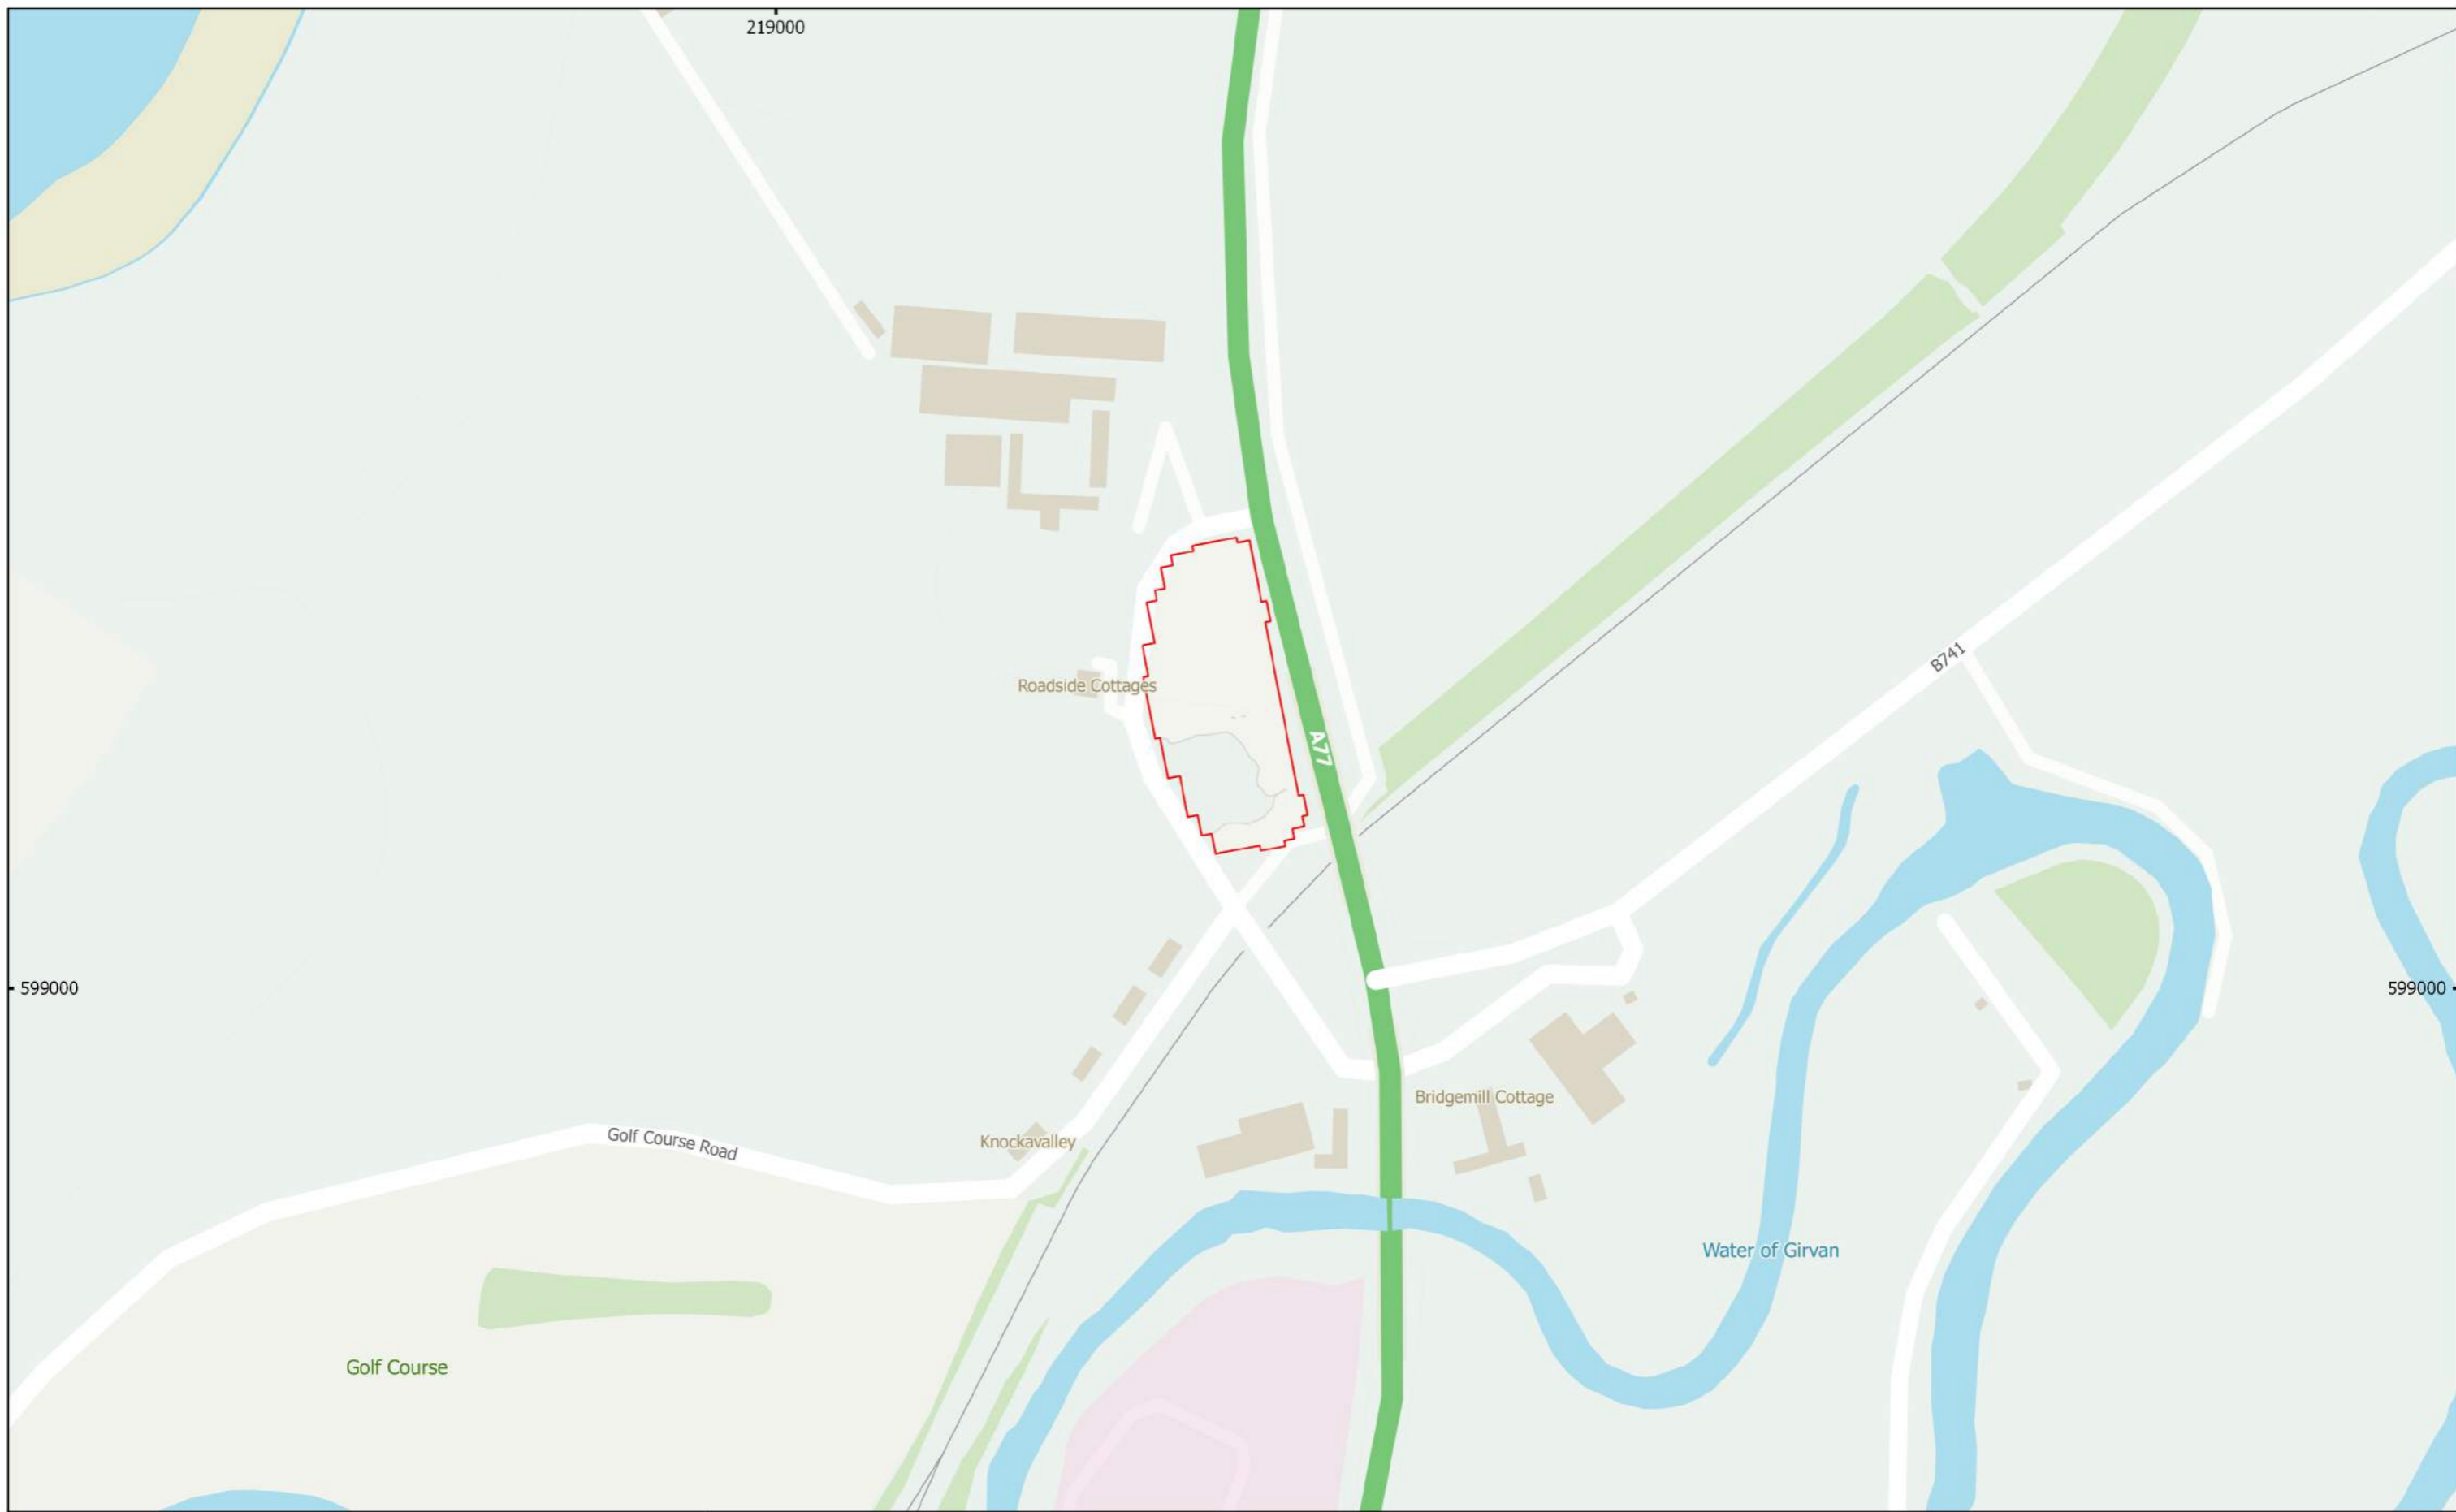 219000
Roadside Cottages
B741
A77
599000
599000
Bridgemill Cottage
Golf Course Road
Knockavalley
Water of Girvan
Golf Course